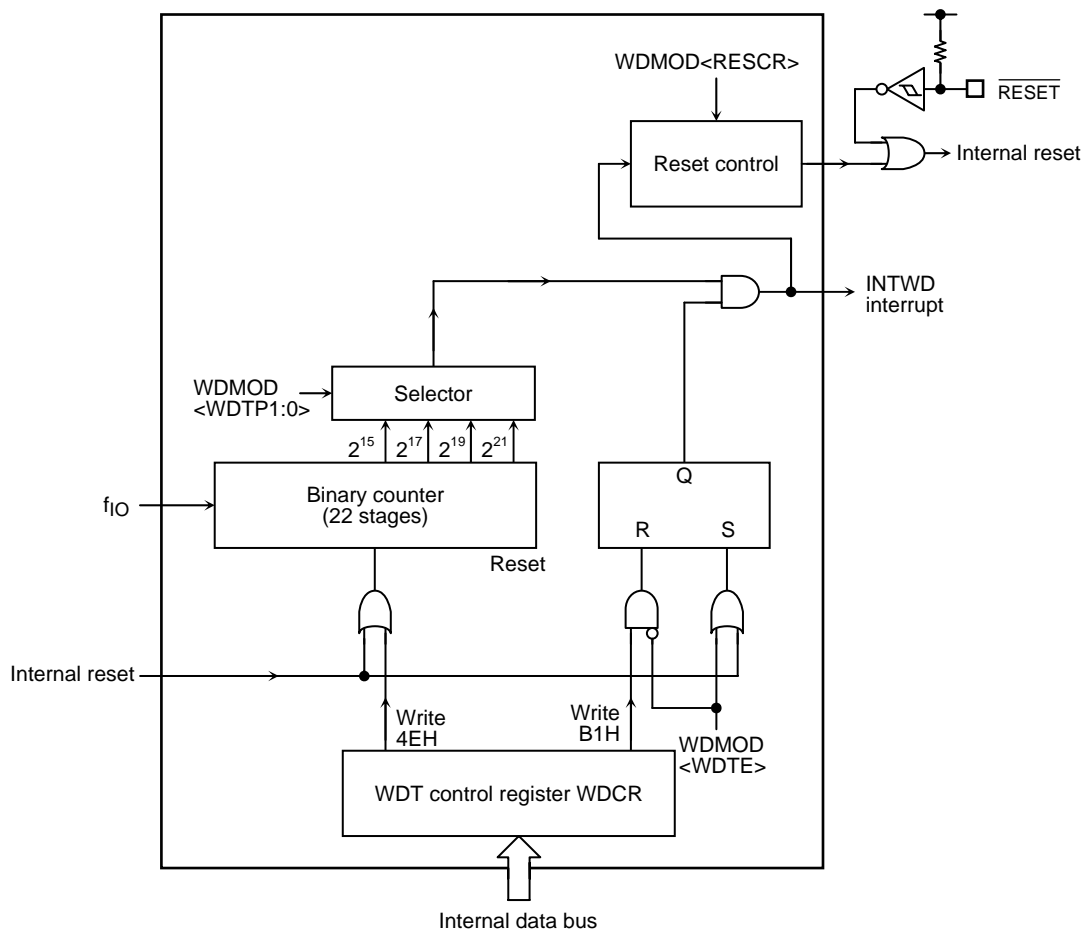 WDMOD<RESCR>
RESET
Reset control
Internal reset
INTWD
interrupt
WDMOD
<WDTP1:0>
Selector
2¹⁵ 2¹⁷ 2¹⁹ 2²¹
fIO
Binary counter
(22 stages)
Reset
Q
R S
Internal reset
Write
4EH
Write
B1H
WDMOD
<WDTE>
WDT control register WDCR
Internal data bus